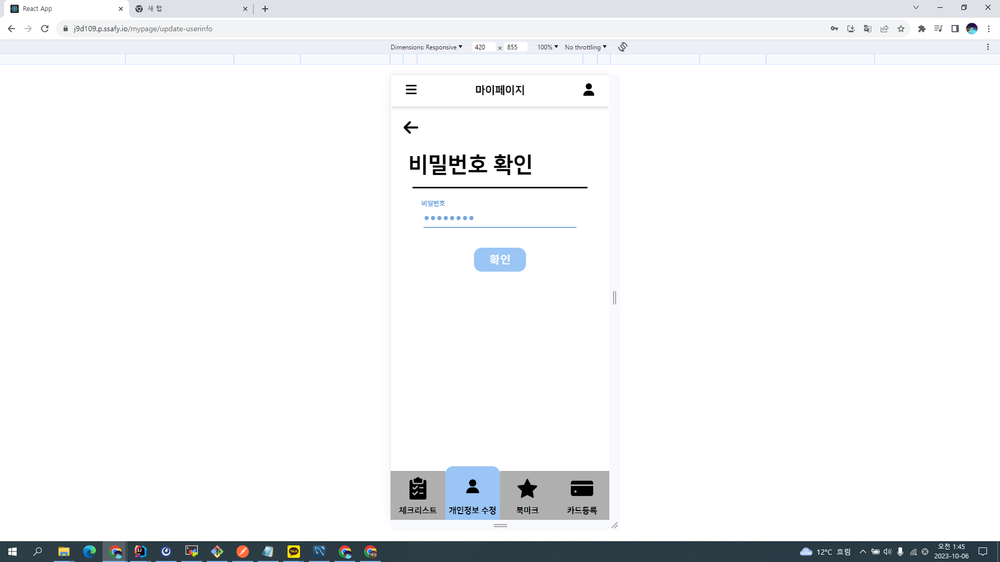 React App
새 탭
j9d109.p.ssafy.io/mypage/update-userinfo
Dimensions: Responsive 420 × 855 100% No throttling
마이페이지
비밀번호 확인
비밀번호
확인
체크리스트 개인정보 수정 북마크 카드등록
12°C 흐림
오전 1:45
2023-10-06